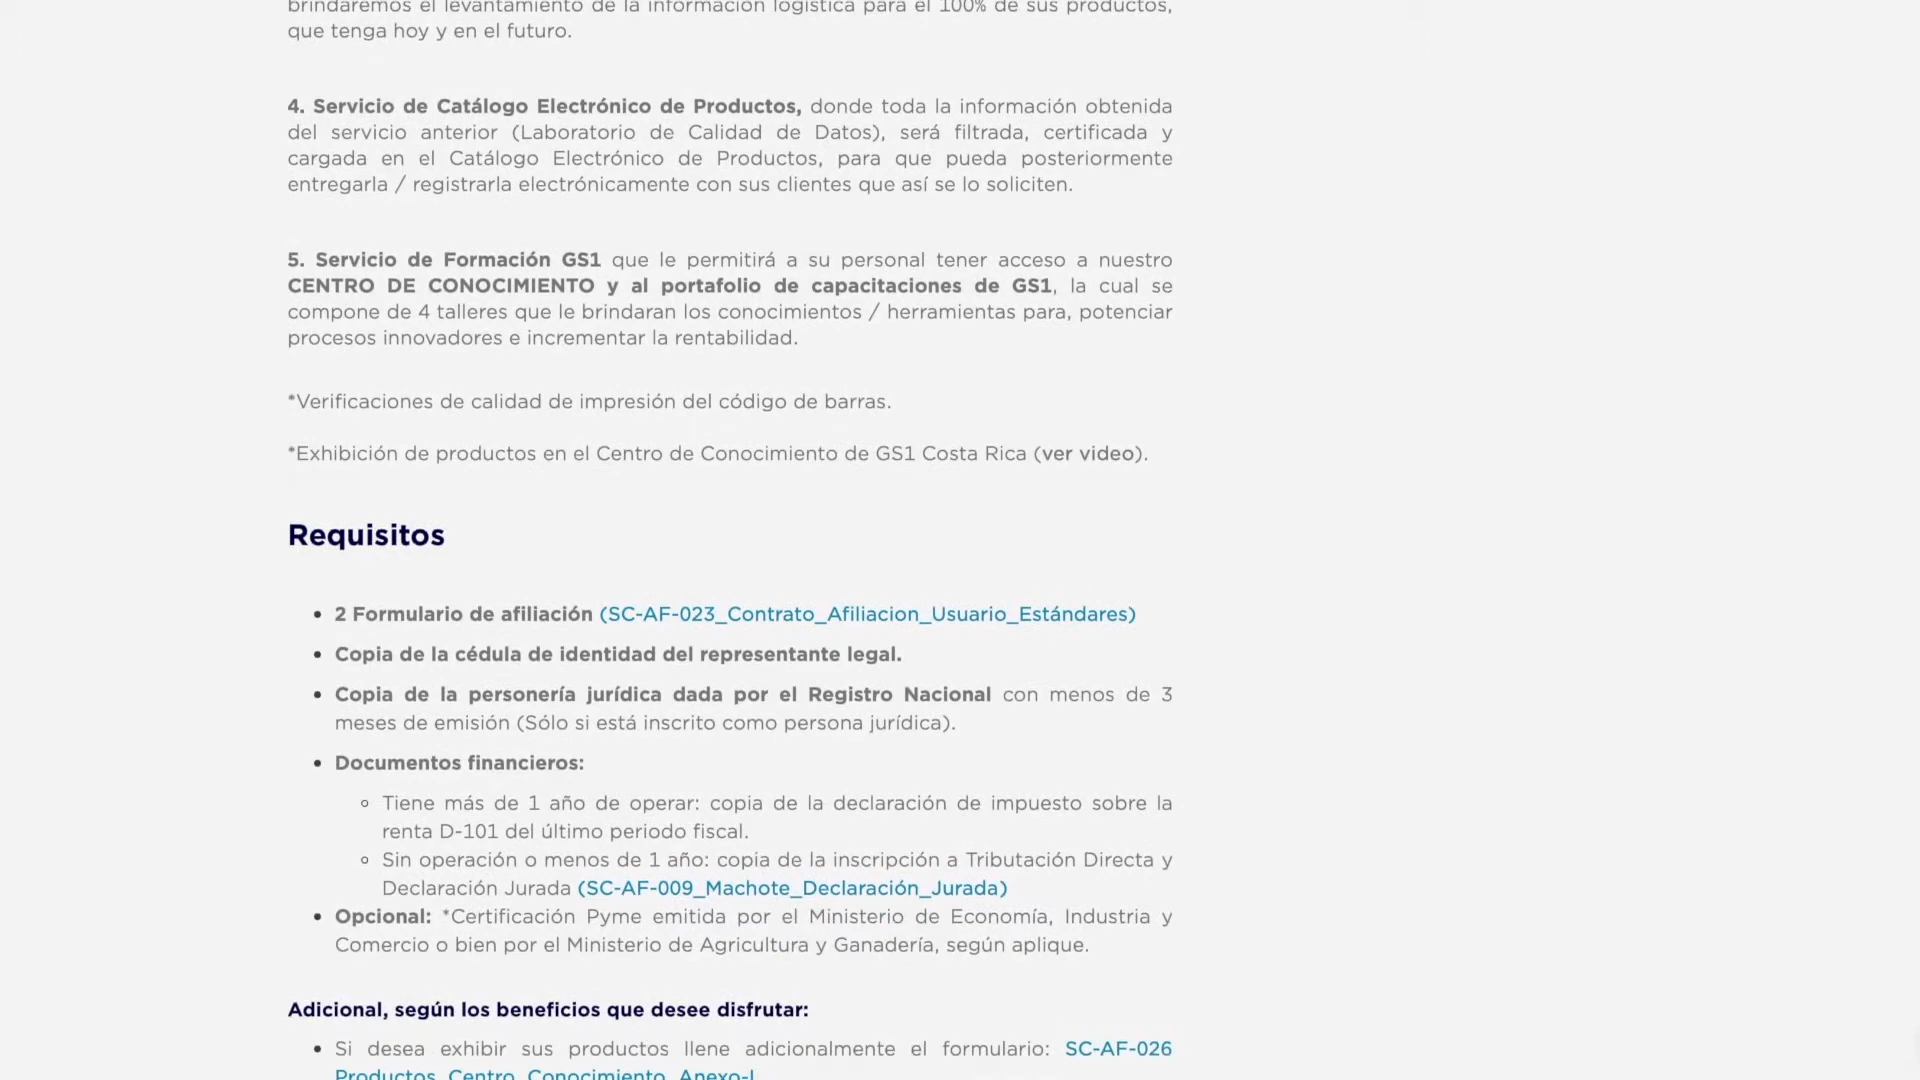 brindaremos el levantamiento de la información logística para el 100% de sus productos,
que tenga hoy y en el futuro.
4. Servicio de Catálogo Electrónico de Productos, donde toda la información obtenida
del servicio anterior (Laboratorio de Calidad de Datos), será filtrada, certificada y
cargada en el Catálogo Electrónico de Productos, para que pueda posteriormente
entregarla / registrarla electrónicamente con sus clientes que así se lo soliciten.
5. Servicio de Formación GS1 que le permitirá a su personal tener acceso a nuestro
CENTRO DE CONOCIMIENTO y al portafolio de capacitaciones de GS1, la cual se
compone de 4 talleres que le brindaran los conocimientos / herramientas para, potenciar
procesos innovadores e incrementar la rentabilidad.
*Verificaciones de calidad de impresión del código de barras.
*Exhibición de productos en el Centro de Conocimiento de GS1 Costa Rica (ver video).
Requisitos
• 2 Formulario de afiliación (SC-AF-023_Contrato_Afiliacion_Usuario_Estándares)
• Copia de la cédula de identidad del representante legal.
• Copia de la personería jurídica dada por el Registro Nacional con menos de 3
meses de emisión (Sólo si está inscrito como persona jurídica).
• Documentos financieros:
◦ Tiene más de 1 año de operar: copia de la declaración de impuesto sobre la
renta D-101 del último periodo fiscal.
◦ Sin operación o menos de 1 año: copia de la inscripción a Tributación Directa y
Declaración Jurada (SC-AF-009_Machote_Declaración_Jurada)
• Opcional: *Certificación Pyme emitida por el Ministerio de Economía, Industria y
Comercio o bien por el Ministerio de Agricultura y Ganadería, según aplique.
Adicional, según los beneficios que desee disfrutar:
• Si desea exhibir sus productos llene adicionalmente el formulario: SC-AF-026
Productos_Centro_Conocimiento_Anexo-I